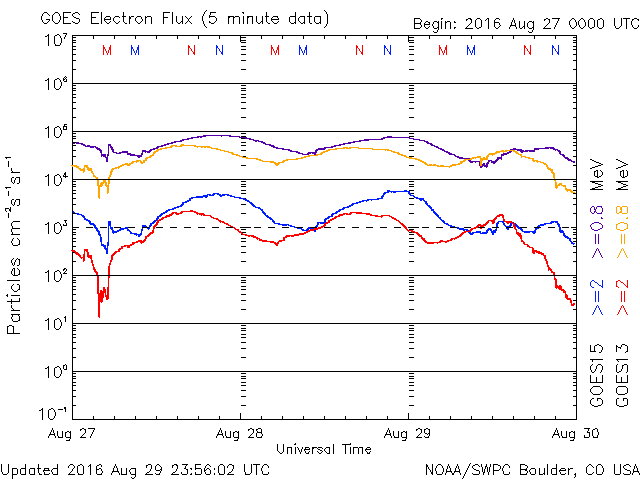 GOES Electron Flux (5 minute data)
Begin: 2016 Aug 27 0000 UTC
M M N N M M N N M M N N
10⁷
10⁶
10⁵
10⁴
10³
10²
10¹
10⁰
10⁻¹
Particles cm⁻²s⁻¹sr⁻¹
Aug 27 Aug 28 Aug 29 Aug 30
Universal Time
GOES15 >=2 >=0.8 MeV
GOES13 >=2 >=0.8 MeV
Updated 2016 Aug 29 23:56:02 UTC
NOAA/SWPC Boulder, CO USA